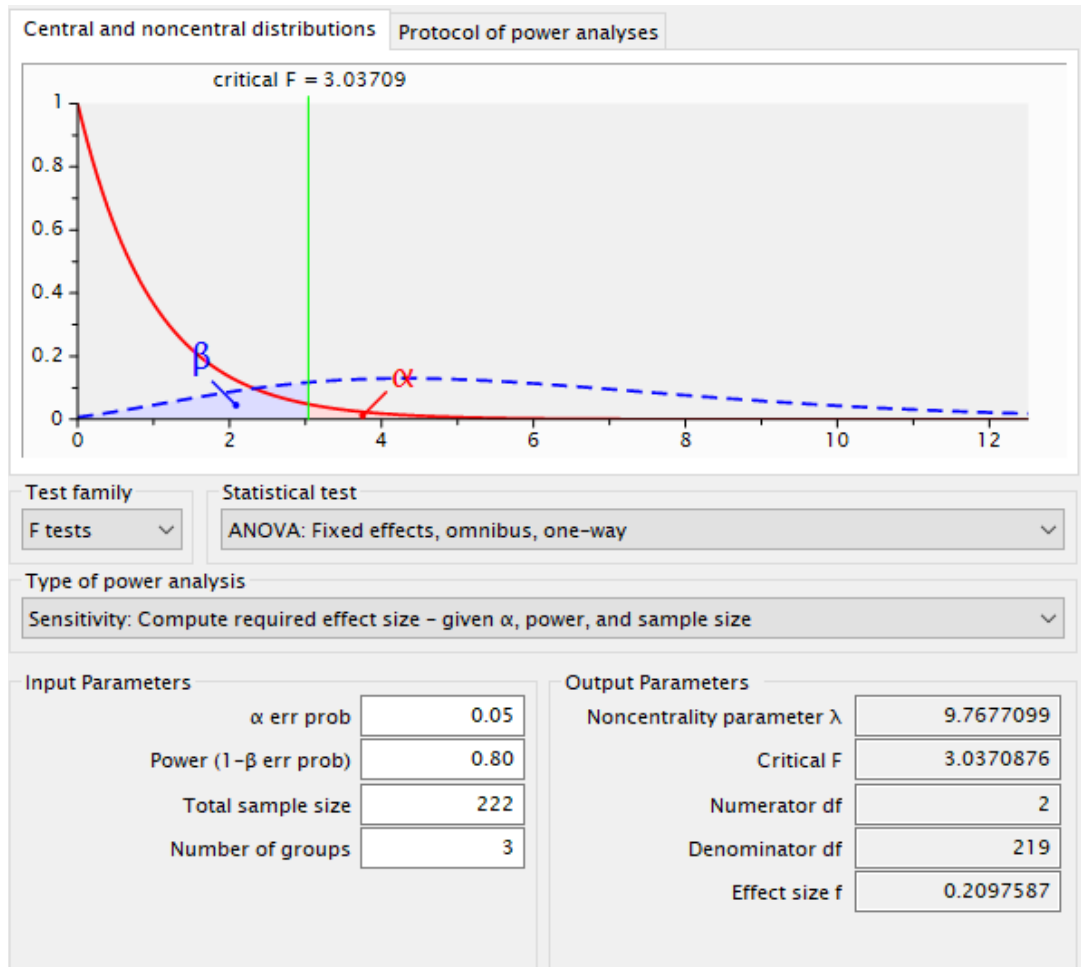 Central and noncentral distributions
Protocol of power analyses
critical F = 3.03709
1
0.8
0.6
0.4
0.2
0
β
α
0 2 4 6 8 10 12
Test family
Statistical test
F tests
ANOVA: Fixed effects, omnibus, one-way
Type of power analysis
Sensitivity: Compute required effect size - given α, power, and sample size
Input Parameters
α err prob 0.05
Power (1-β err prob) 0.80
Total sample size 222
Number of groups 3
Output Parameters
Noncentrality parameter λ 9.7677099
Critical F 3.0370876
Numerator df 2
Denominator df 219
Effect size f 0.2097587